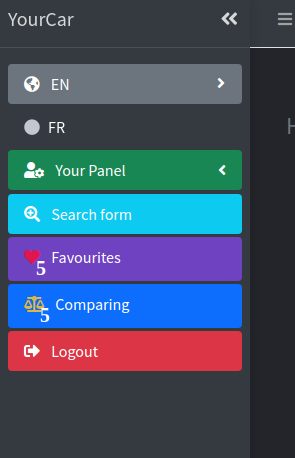 YourCar
EN
FR
Your Panel
Search form
5 Favourites
5 Comparing
Logout